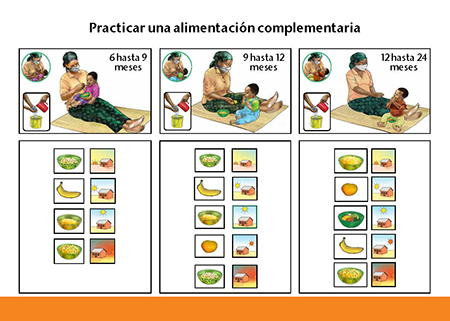 Practicar una alimentación complementaria
6 hasta 9
meses
9 hasta 12
meses
12 hasta 24
meses